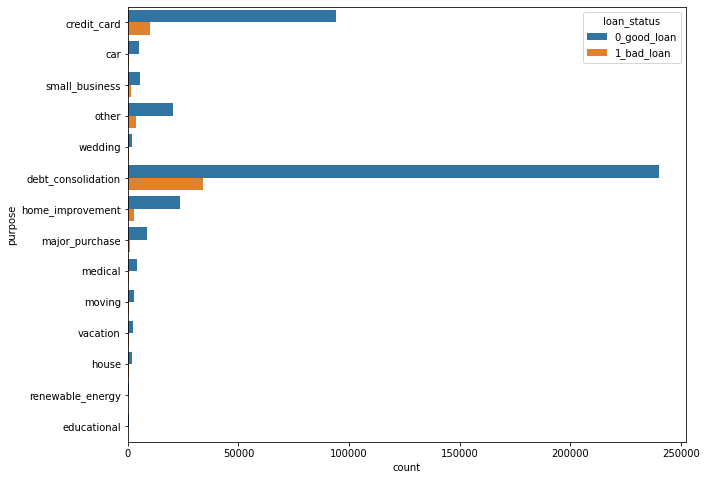 loan_status
0_good_loan
1_bad_loan
credit_card
car
small_business
other
wedding
debt_consolidation
home_improvement
major_purchase
medical
moving
vacation
house
renewable_energy
educational
purpose
0 50000 100000 150000 200000 250000
count